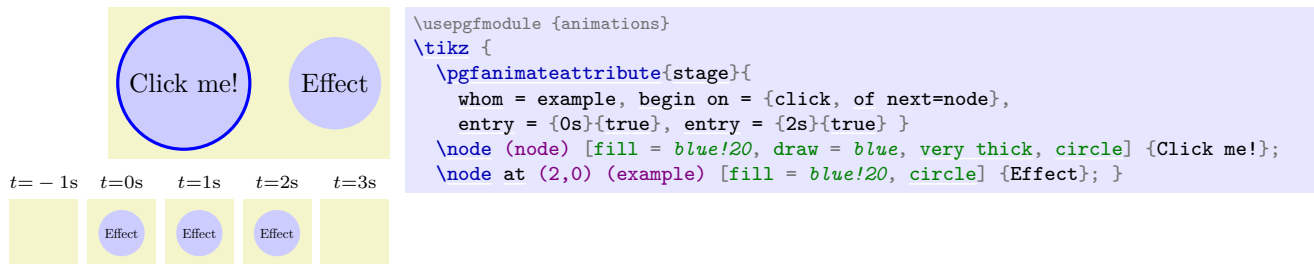 Click me!
Effect
t= − 1s
t=0s
t=1s
t=2s
t=3s
Effect
Effect
Effect
\usepgfmodule {animations}
\tikz {
  \pgfanimateattribute{stage}{
    whom = example, begin on = {click, of next=node},
    entry = {0s}{true}, entry = {2s}{true} }
  \node (node) [fill = blue!20, draw = blue, very thick, circle] {Click me!};
  \node at (2,0) (example) [fill = blue!20, circle] {Effect}; }